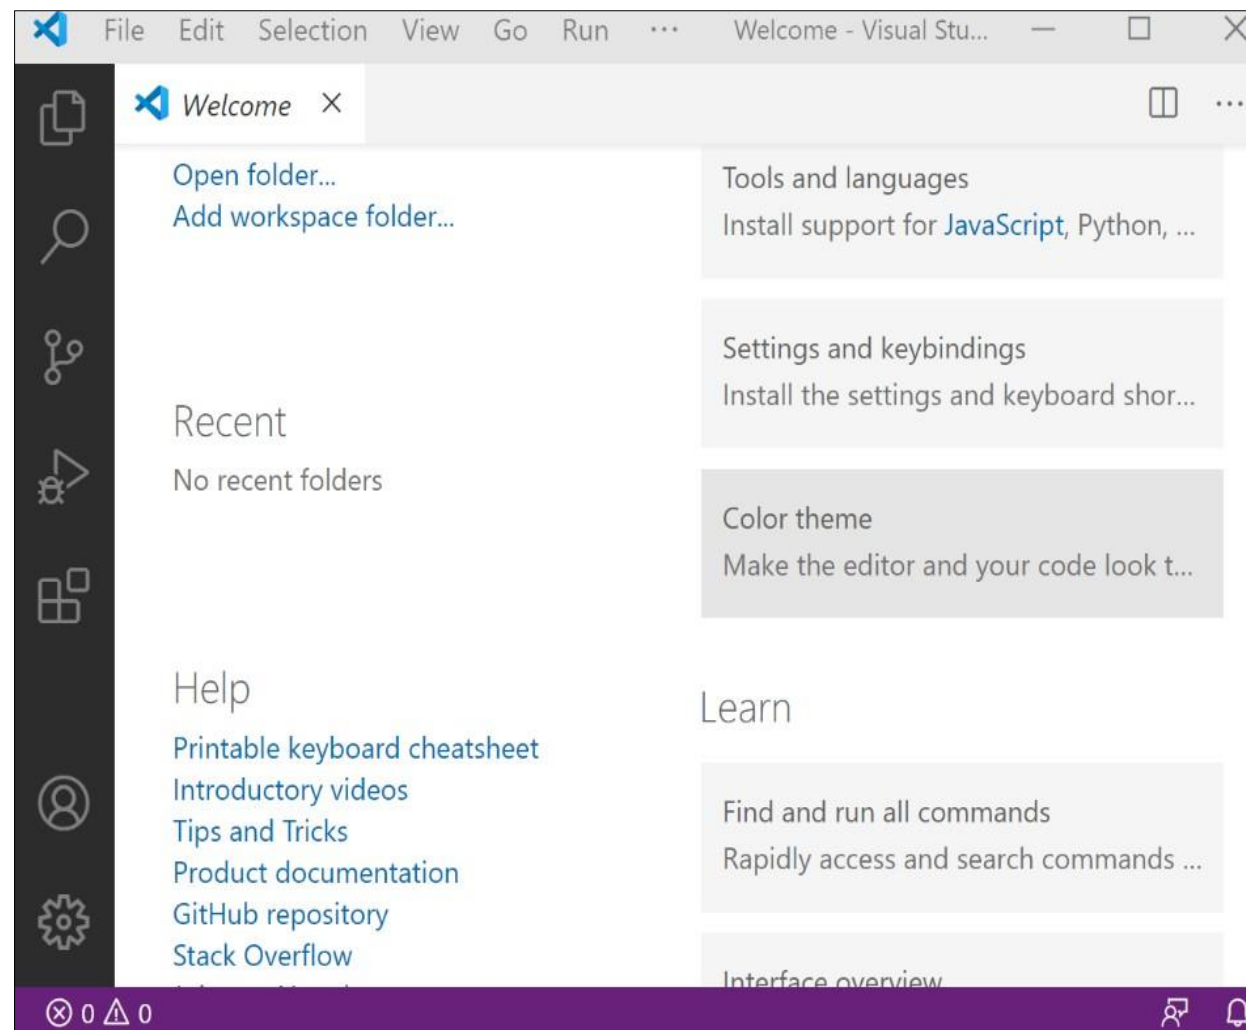 File Edit Selection View Go Run ··· Welcome - Visual Stu...
Welcome
Open folder...
Add workspace folder...
Recent
No recent folders
Help
Printable keyboard cheatsheet
Introductory videos
Tips and Tricks
Product documentation
GitHub repository
Stack Overflow
Tools and languages
Install support for JavaScript, Python, ...
Settings and keybindings
Install the settings and keyboard shor...
Color theme
Make the editor and your code look t...
Learn
Find and run all commands
Rapidly access and search commands ...
Interface overview
0 0